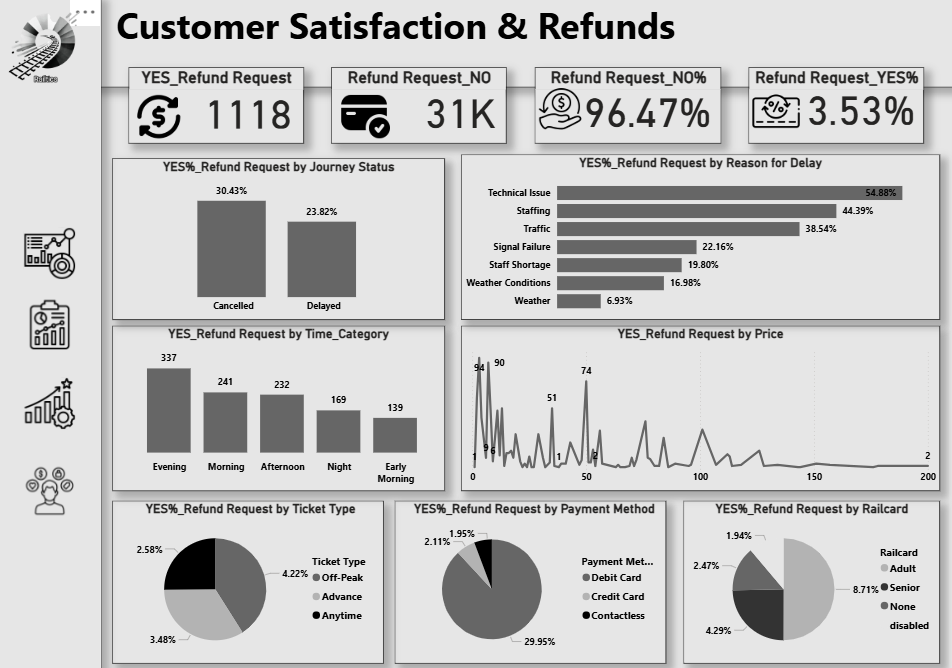 Customer Satisfaction & Refunds
YES_Refund Request
1118
Refund Request_NO
31K
Refund Request_NO%
96.47%
Refund Request_YES%
3.53%
YES%_Refund Request by Journey Status
30.43%
23.82%
Cancelled
Delayed
YES%_Refund Request by Reason for Delay
Technical Issue
54.88%
Staffing
44.39%
Traffic
38.54%
Signal Failure
22.16%
Staff Shortage
19.80%
Weather Conditions
16.98%
Weather
6.93%
YES_Refund Request by Time_Category
337
241
232
169
139
Evening
Morning
Afternoon
Night
Early
Morning
YES_Refund Request by Price
94
90
74
51
1
9
6
1
2
2
0
50
100
150
200
YES%_Refund Request by Ticket Type
2.58%
4.22%
3.48%
Ticket Type
Off-Peak
Advance
Anytime
YES%_Refund Request by Payment Method
1.95%
2.11%
29.95%
Payment Met...
Debit Card
Credit Card
Contactless
YES%_Refund Request by Railcard
1.94%
2.47%
8.71%
4.29%
Railcard
Adult
Senior
None
disabled